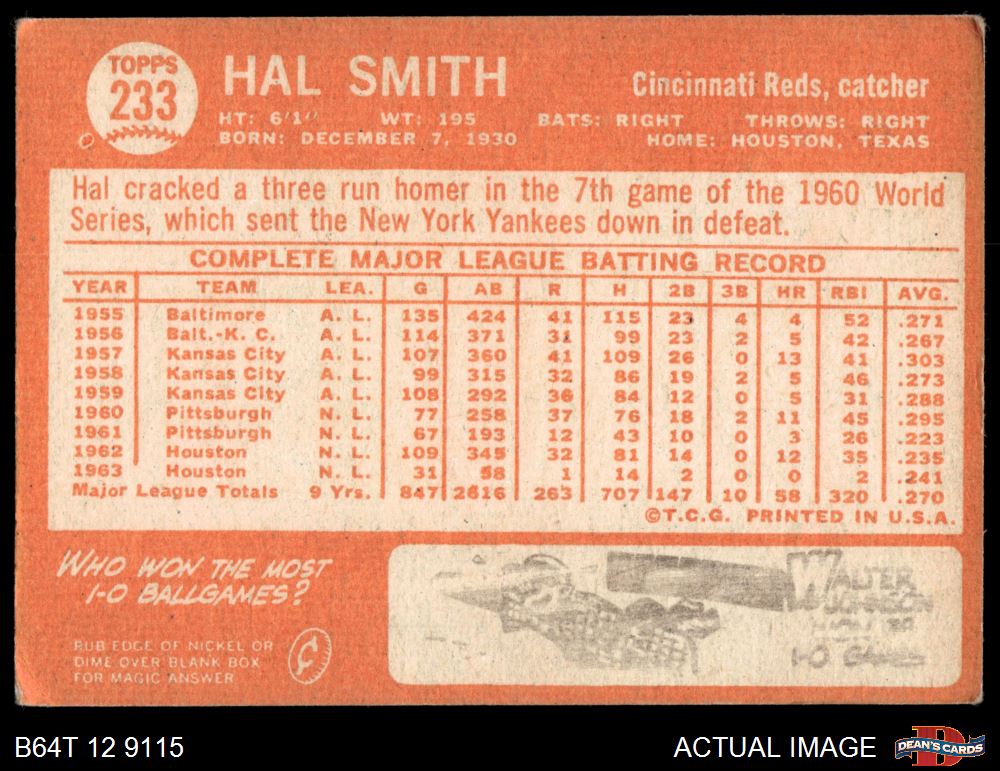 TOPPS
233
HAL SMITH
Cincinnati Reds, catcher
HT: 6'1" WT: 195 BATS: RIGHT THROWS: RIGHT
BORN: DECEMBER 7, 1930 HOME: HOUSTON, TEXAS
Hal cracked a three run homer in the 7th game of the 1960 World
Series, which sent the New York Yankees down in defeat.
COMPLETE MAJOR LEAGUE BATTING RECORD
YEAR TEAM LEA. G AB R H 2B 3B HR RBI AVG.
1955 Baltimore A. L. 135 424 41 115 23 4 4 52 .271
1956 Balt.-K. C. A. L. 114 371 31 99 23 2 5 42 .267
1957 Kansas City A. L. 107 360 41 109 26 0 13 41 .303
1958 Kansas City A. L. 99 315 32 86 19 2 5 46 .273
1959 Kansas City A. L. 108 292 36 84 12 0 5 31 .288
1960 Pittsburgh N. L. 77 258 37 76 18 2 11 45 .295
1961 Pittsburgh N. L. 67 193 12 43 10 0 3 26 .223
1962 Houston N. L. 109 345 32 81 14 0 12 35 .235
1963 Houston N. L. 31 58 1 14 2 0 0 2 .241
Major League Totals 9 Yrs. 847 2616 263 707 147 10 58 320 .270
©T.C.G. PRINTED IN U.S.A.
WHO WON THE MOST
1-0 BALLGAMES?
RUB EDGE OF NICKEL OR
DIME OVER BLANK BOX
FOR MAGIC ANSWER
¢
WALTER
JOHNSON
WON
1-0 GAMES
B64T 12 9115
ACTUAL IMAGE
D
DEAN'S CARDS